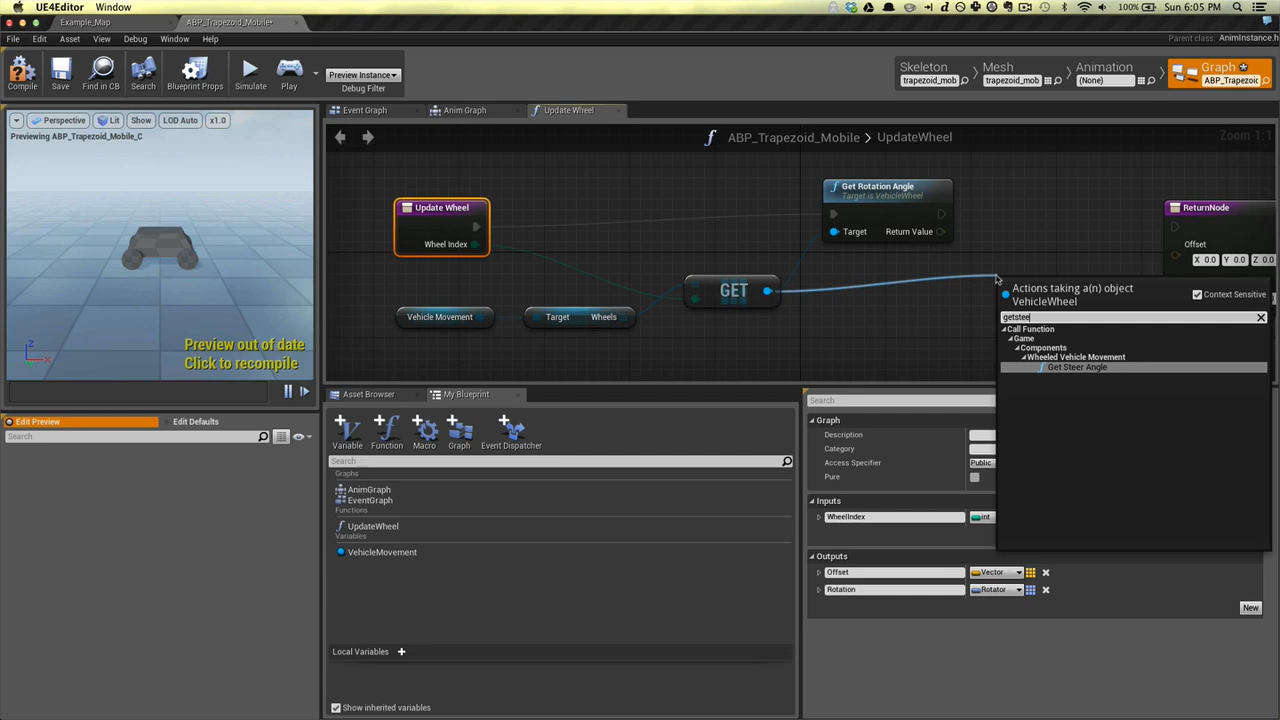 UE4Editor Window 100% Sun 6:05 PM
Example_Map ABP_Trapezoid_Mobile* Parent class: AnimInstance.h
File Edit Asset View Debug Window Help
Compile Save Find in CB Search Blueprint Props Simulate Play
Preview Instance
Debug Filter
Skeleton
trapezoid_mob
Mesh
trapezoid_mob
Animation
(None)
Graph
ABP_Trapezoic
Perspective Lit Show LOD Auto x1.0
Previewing ABP_Trapezoid_Mobile_C
Preview out of date
Click to recompile
Z
X
Edit Preview Edit Defaults
Search
Event Graph Anim Graph Update Wheel
ABP_Trapezoid_Mobile > UpdateWheel
Zoom 1:1
Update Wheel
Wheel Index
Vehicle Movement
Target Wheels
GET
Get Rotation Angle
Target is VehicleWheel
Target Return Value
ReturnNode
Offset
X 0.0 Y 0.0 Z 0.0
Actions taking a(n) object
VehicleWheel
Context Sensitive
getstee
Call Function
Game
Components
Wheeled Vehicle Movement
Get Steer Angle
Asset Browser My Blueprint
Variable Function Macro Graph Event Dispatcher
Search
Graphs
AnimGraph
EventGraph
Functions
UpdateWheel
Variables
VehicleMovement
Local Variables
Show inherited variables
Search
Graph
Description
Category
Access Specifier Public
Pure
Inputs
WheelIndex int
Outputs
Offset Vector
Rotation Rotator
New